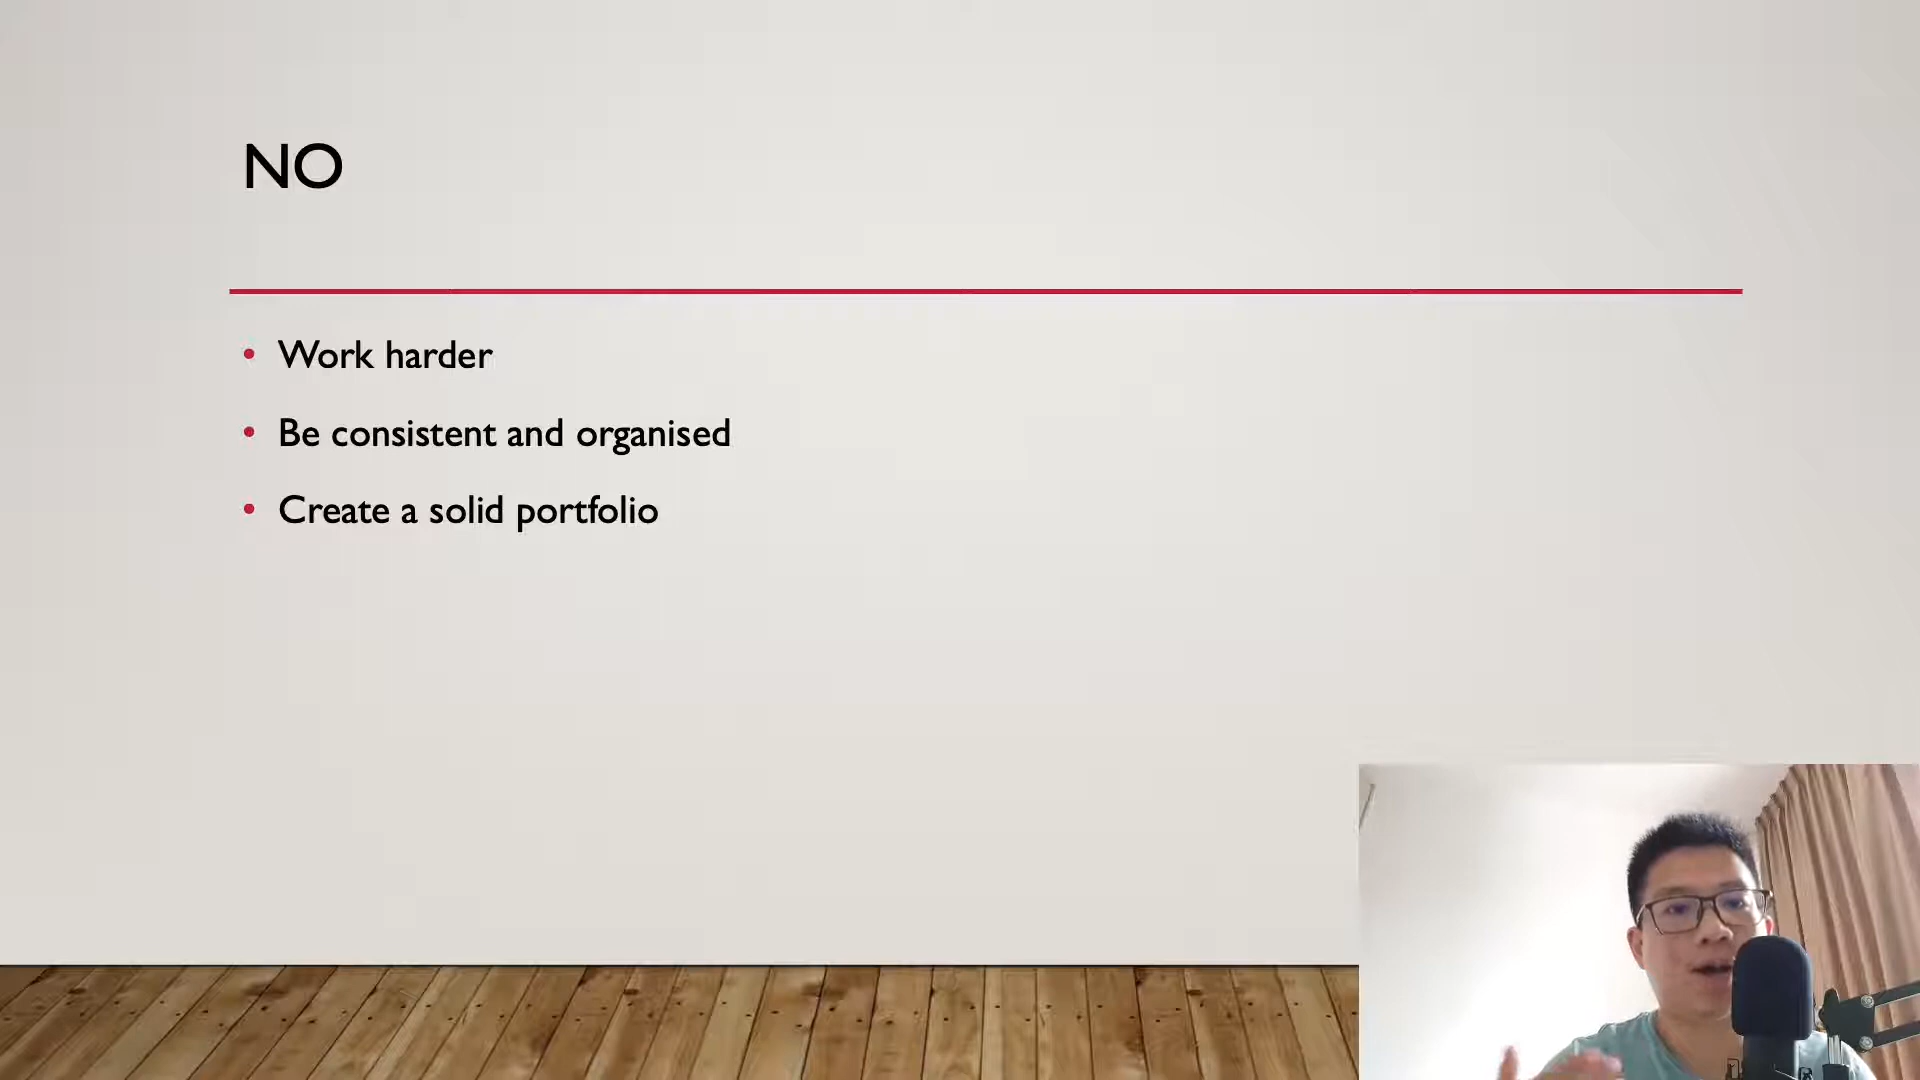 NO
Work harder
Be consistent and organised
Create a solid portfolio